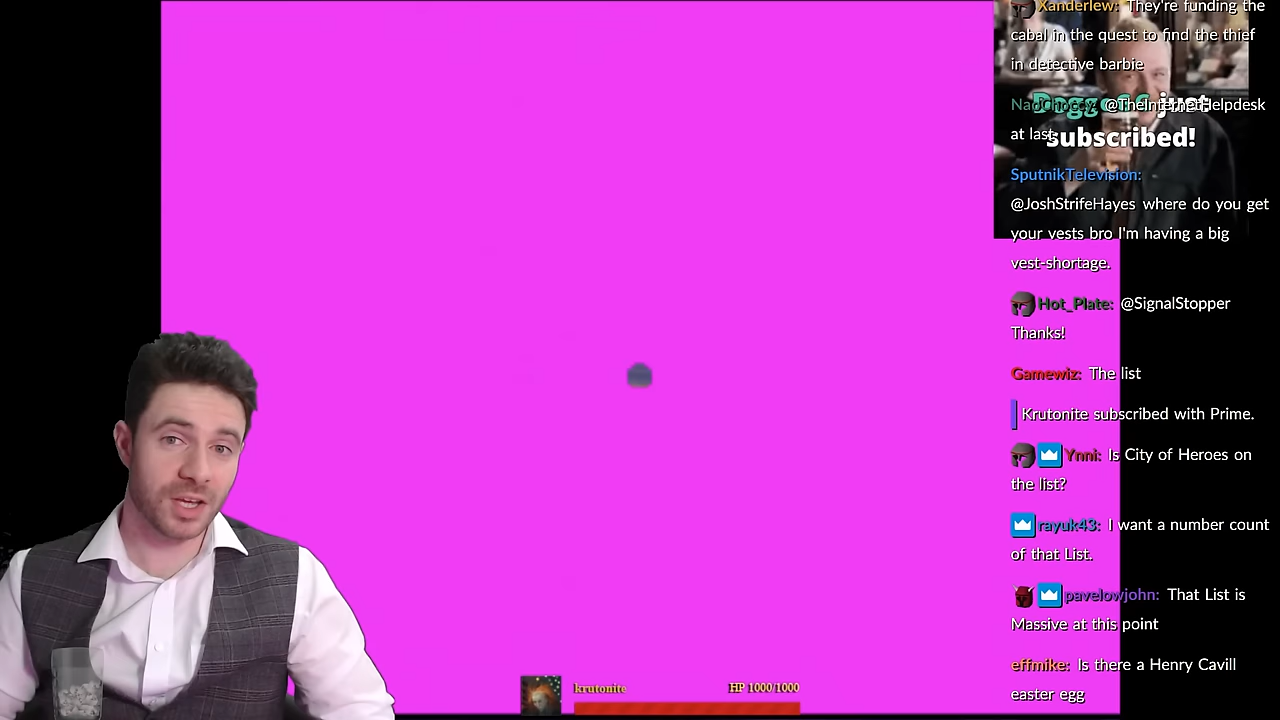 Xanderlew: They're funding the
cabal in the quest to find the thief
in detective barbie
@TheInternetHelpdesk
at last
just
subscribed!
SputnikTelevision:
@JoshStrifeHayes where do you get
your vests bro I'm having a big
vest-shortage.
Hot_Plate: @SignalStopper
Thanks!
Gamewiz: The list
Krutonite subscribed with Prime.
Ynni: Is City of Heroes on
the list?
rayuk43: I want a number count
of that List.
pavelowjohn: That List is
Massive at this point
effmike: Is there a Henry Cavill
easter egg
krutonite HP 1000/1000